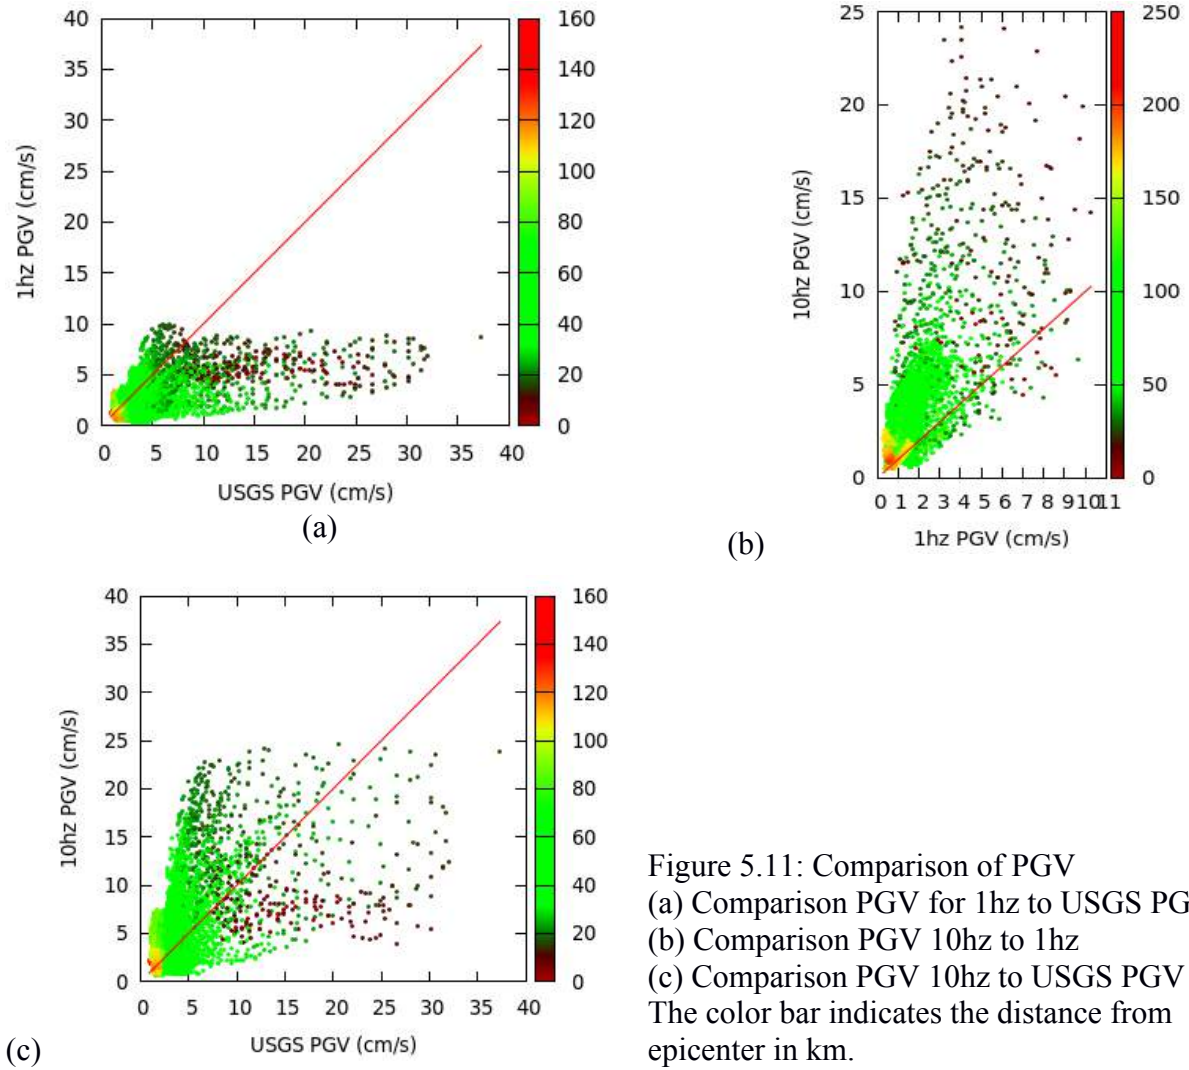 40
35
30
25
20
15
10
5
0
1hz PGV (cm/s)
0 5 10 15 20 25 30 35 40
USGS PGV (cm/s)
160
140
120
100
80
60
40
20
0
(a)
25
20
15
10
5
0
10hz PGV (cm/s)
0 1 2 3 4 5 6 7 8 9 10 11
1hz PGV (cm/s)
250
200
150
100
50
0
(b)
40
35
30
25
20
15
10
5
0
10hz PGV (cm/s)
0 5 10 15 20 25 30 35 40
USGS PGV (cm/s)
160
140
120
100
80
60
40
20
0
(c)
Figure 5.11: Comparison of PGV
(a) Comparison PGV for 1hz to USGS PG
(b) Comparison PGV 10hz to 1hz
(c) Comparison PGV 10hz to USGS PGV
The color bar indicates the distance from
epicenter in km.